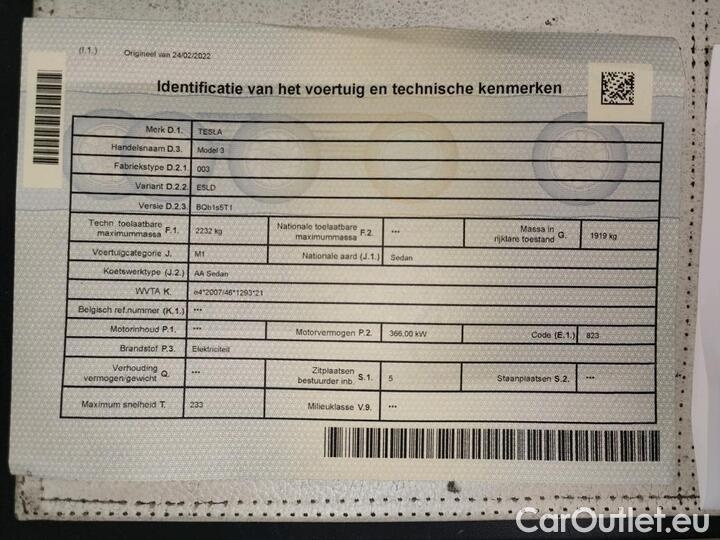 (I.1.) Origineel van 24/02/2022
Identificatie van het voertuig en technische kenmerken
Merk D.1. TESLA
Handelsnaam D.3. Model 3
Fabriekstype D.2.1. 003
Variant D.2.2. E5LD
Versie D.2.3. BQh1s5T1
Techn toelaatbare maximummassa F.1. 2232 kg Nationale toelaatbare maximummassa F.2. *** Massa in rijklare toestand G. 1919 kg
Voertuigcategorie J. M1 Nationale aard (J.1.) Sedan
Koetswerktype (J.2.) AA Sedan
WVTA K. e4*2007/46*1293*21
Belgisch ref.nummer (K.1.) ***
Motorinhoud P.1. *** Motorvermogen P.2. 366,00 kW Code (E.1.) 823
Brandstof P.3. Elektriciteit
Verhouding vermogen/gewicht Q. *** Zitplaatsen bestuurder inb. S.1. 5 Staanplaatsen S.2. ***
Maximum snelheid T. 233 Milieuklasse V.9. ***
CarOutlet.eu